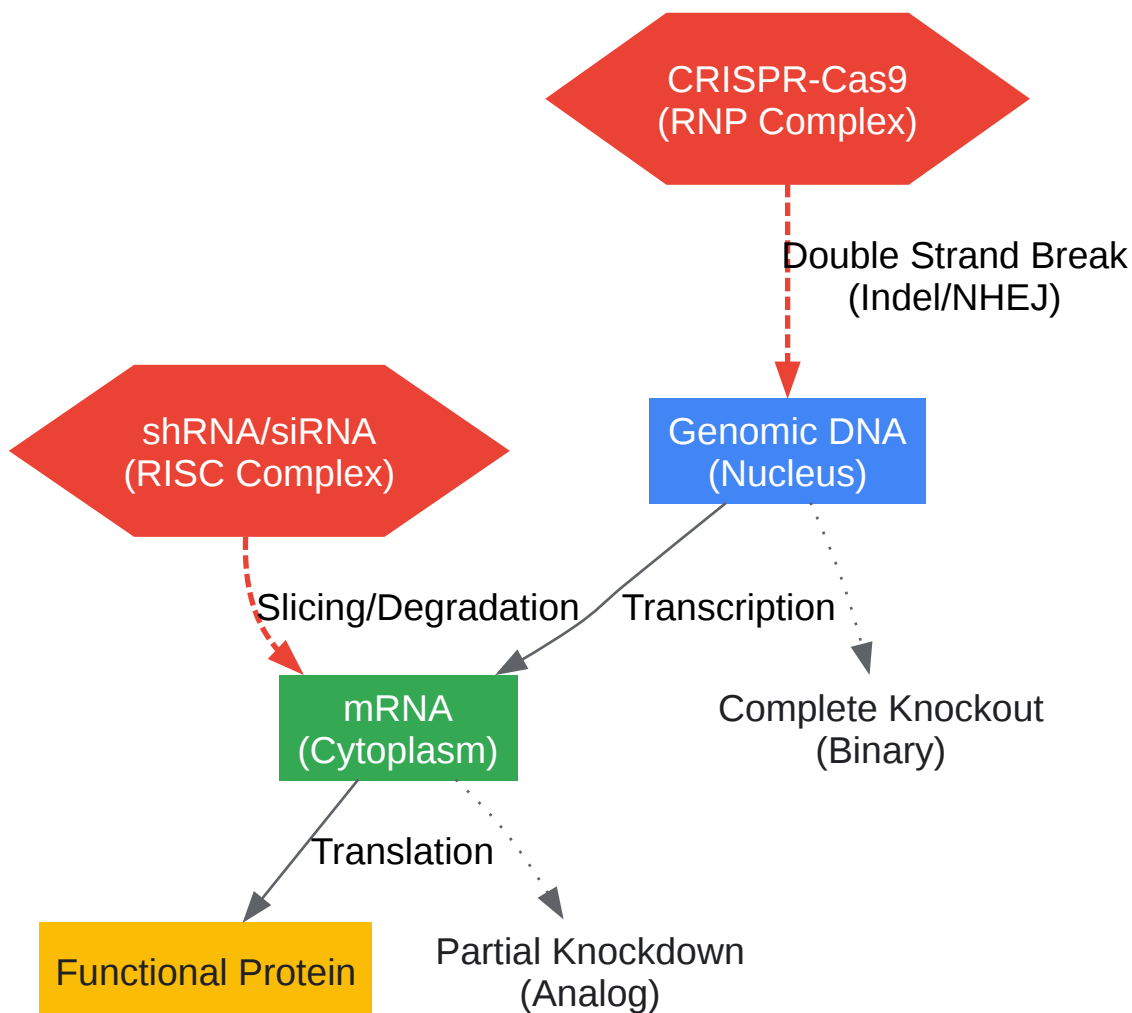 CRISPR-Cas9
(RNP Complex)
Double Strand Break
(Indel/NHEJ)
shRNA/siRNA
(RISC Complex)
Genomic DNA
(Nucleus)
Slicing/Degradation
Transcription
mRNA
(Cytoplasm)
Complete Knockout
(Binary)
Translation
Functional Protein
Partial Knockdown
(Analog)